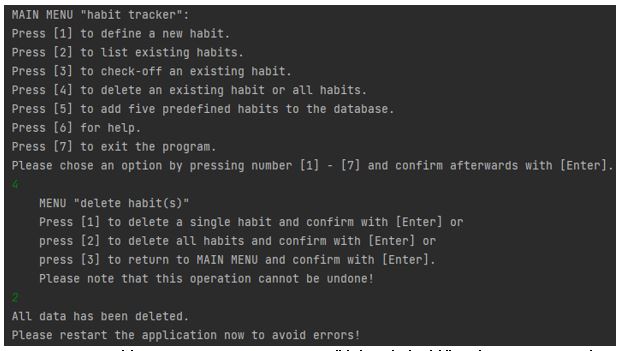 MAIN MENU "habit tracker":
Press [1] to define a new habit.
Press [2] to list existing habits.
Press [3] to check-off an existing habit.
Press [4] to delete an existing habit or all habits.
Press [5] to add five predefined habits to the database.
Press [6] for help.
Press [7] to exit the program.
Please chose an option by pressing number [1] - [7] and confirm afterwards with [Enter].
4
MENU "delete habit(s)"
Press [1] to delete a single habit and confirm with [Enter] or
press [2] to delete all habits and confirm with [Enter] or
press [3] to return to MAIN MENU and confirm with [Enter].
Please note that this operation cannot be undone!
2
All data has been deleted.
Please restart the application now to avoid errors!